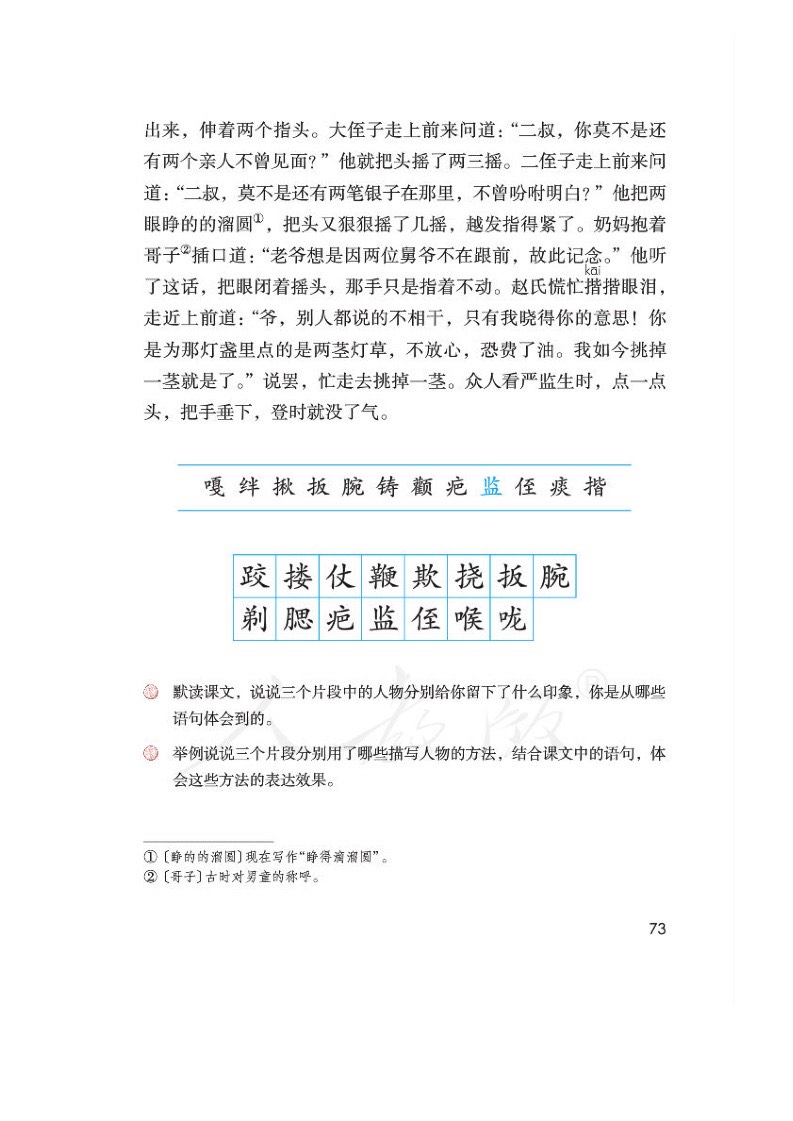 出来，伸着两个指头。大侄子走上前来问道：“二叔，你莫不是还
有两个亲人不曾见面？”他就把头摇了两三摇。二侄子走上前来问
道：“二叔，莫不是还有两笔银子在那里，不曾吩咐明白？”他把两
眼睁的的溜圆①，把头又狠狠摇了几摇，越发指得紧了。奶妈抱着
哥子②插口道：“老爷想是因两位舅爷不在跟前，故此记念。”他听
kāi
了这话，把眼闭着摇头，那手只是指着不动。赵氏慌忙揩揩眼泪，
走近上前道：“爷，别人都说的不相干，只有我晓得你的意思！你
是为那灯盏里点的是两茎灯草，不放心，恐费了油。我如今挑掉
一茎就是了。”说罢，忙走去挑掉一茎。众人看严监生时，点一点
头，把手垂下，登时就没了气。
嘎 绊 揪 扳 腕 铸 颧 疤 监 侄 痰 揩
跤 搂 仗 鞭 欺 挠 扳 腕
剃 腮 疤 监 侄 喉 咙
默读课文，说说三个片段中的人物分别给你留下了什么印象，你是从哪些
语句体会到的。
举例说说三个片段分别用了哪些描写人物的方法，结合课文中的语句，体
会这些方法的表达效果。
人教版®
①〔睁的的溜圆〕现在写作“睁得滴溜圆”。
②〔哥子〕古时对男童的称呼。
73